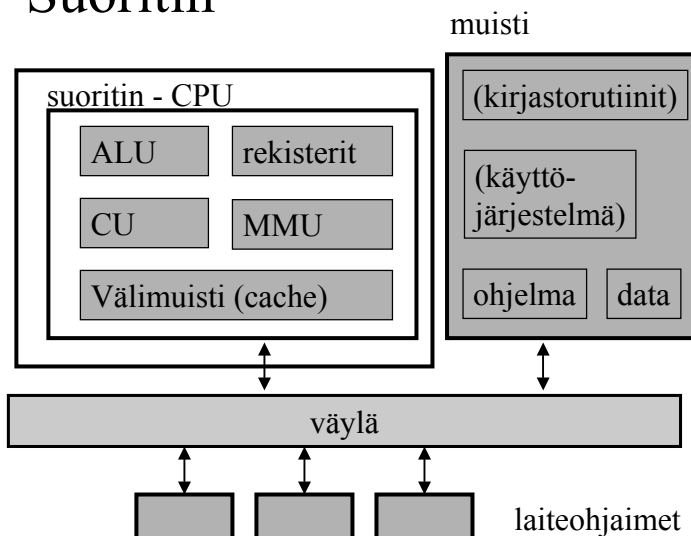 Suoritin
muisti
suoritin - CPU
ALU
rekisterit
CU
MMU
Välimuisti (cache)
(kirjastorutiinit)
(käyttö-
järjestelmä)
ohjelma
data
väylä
laiteohjaimet